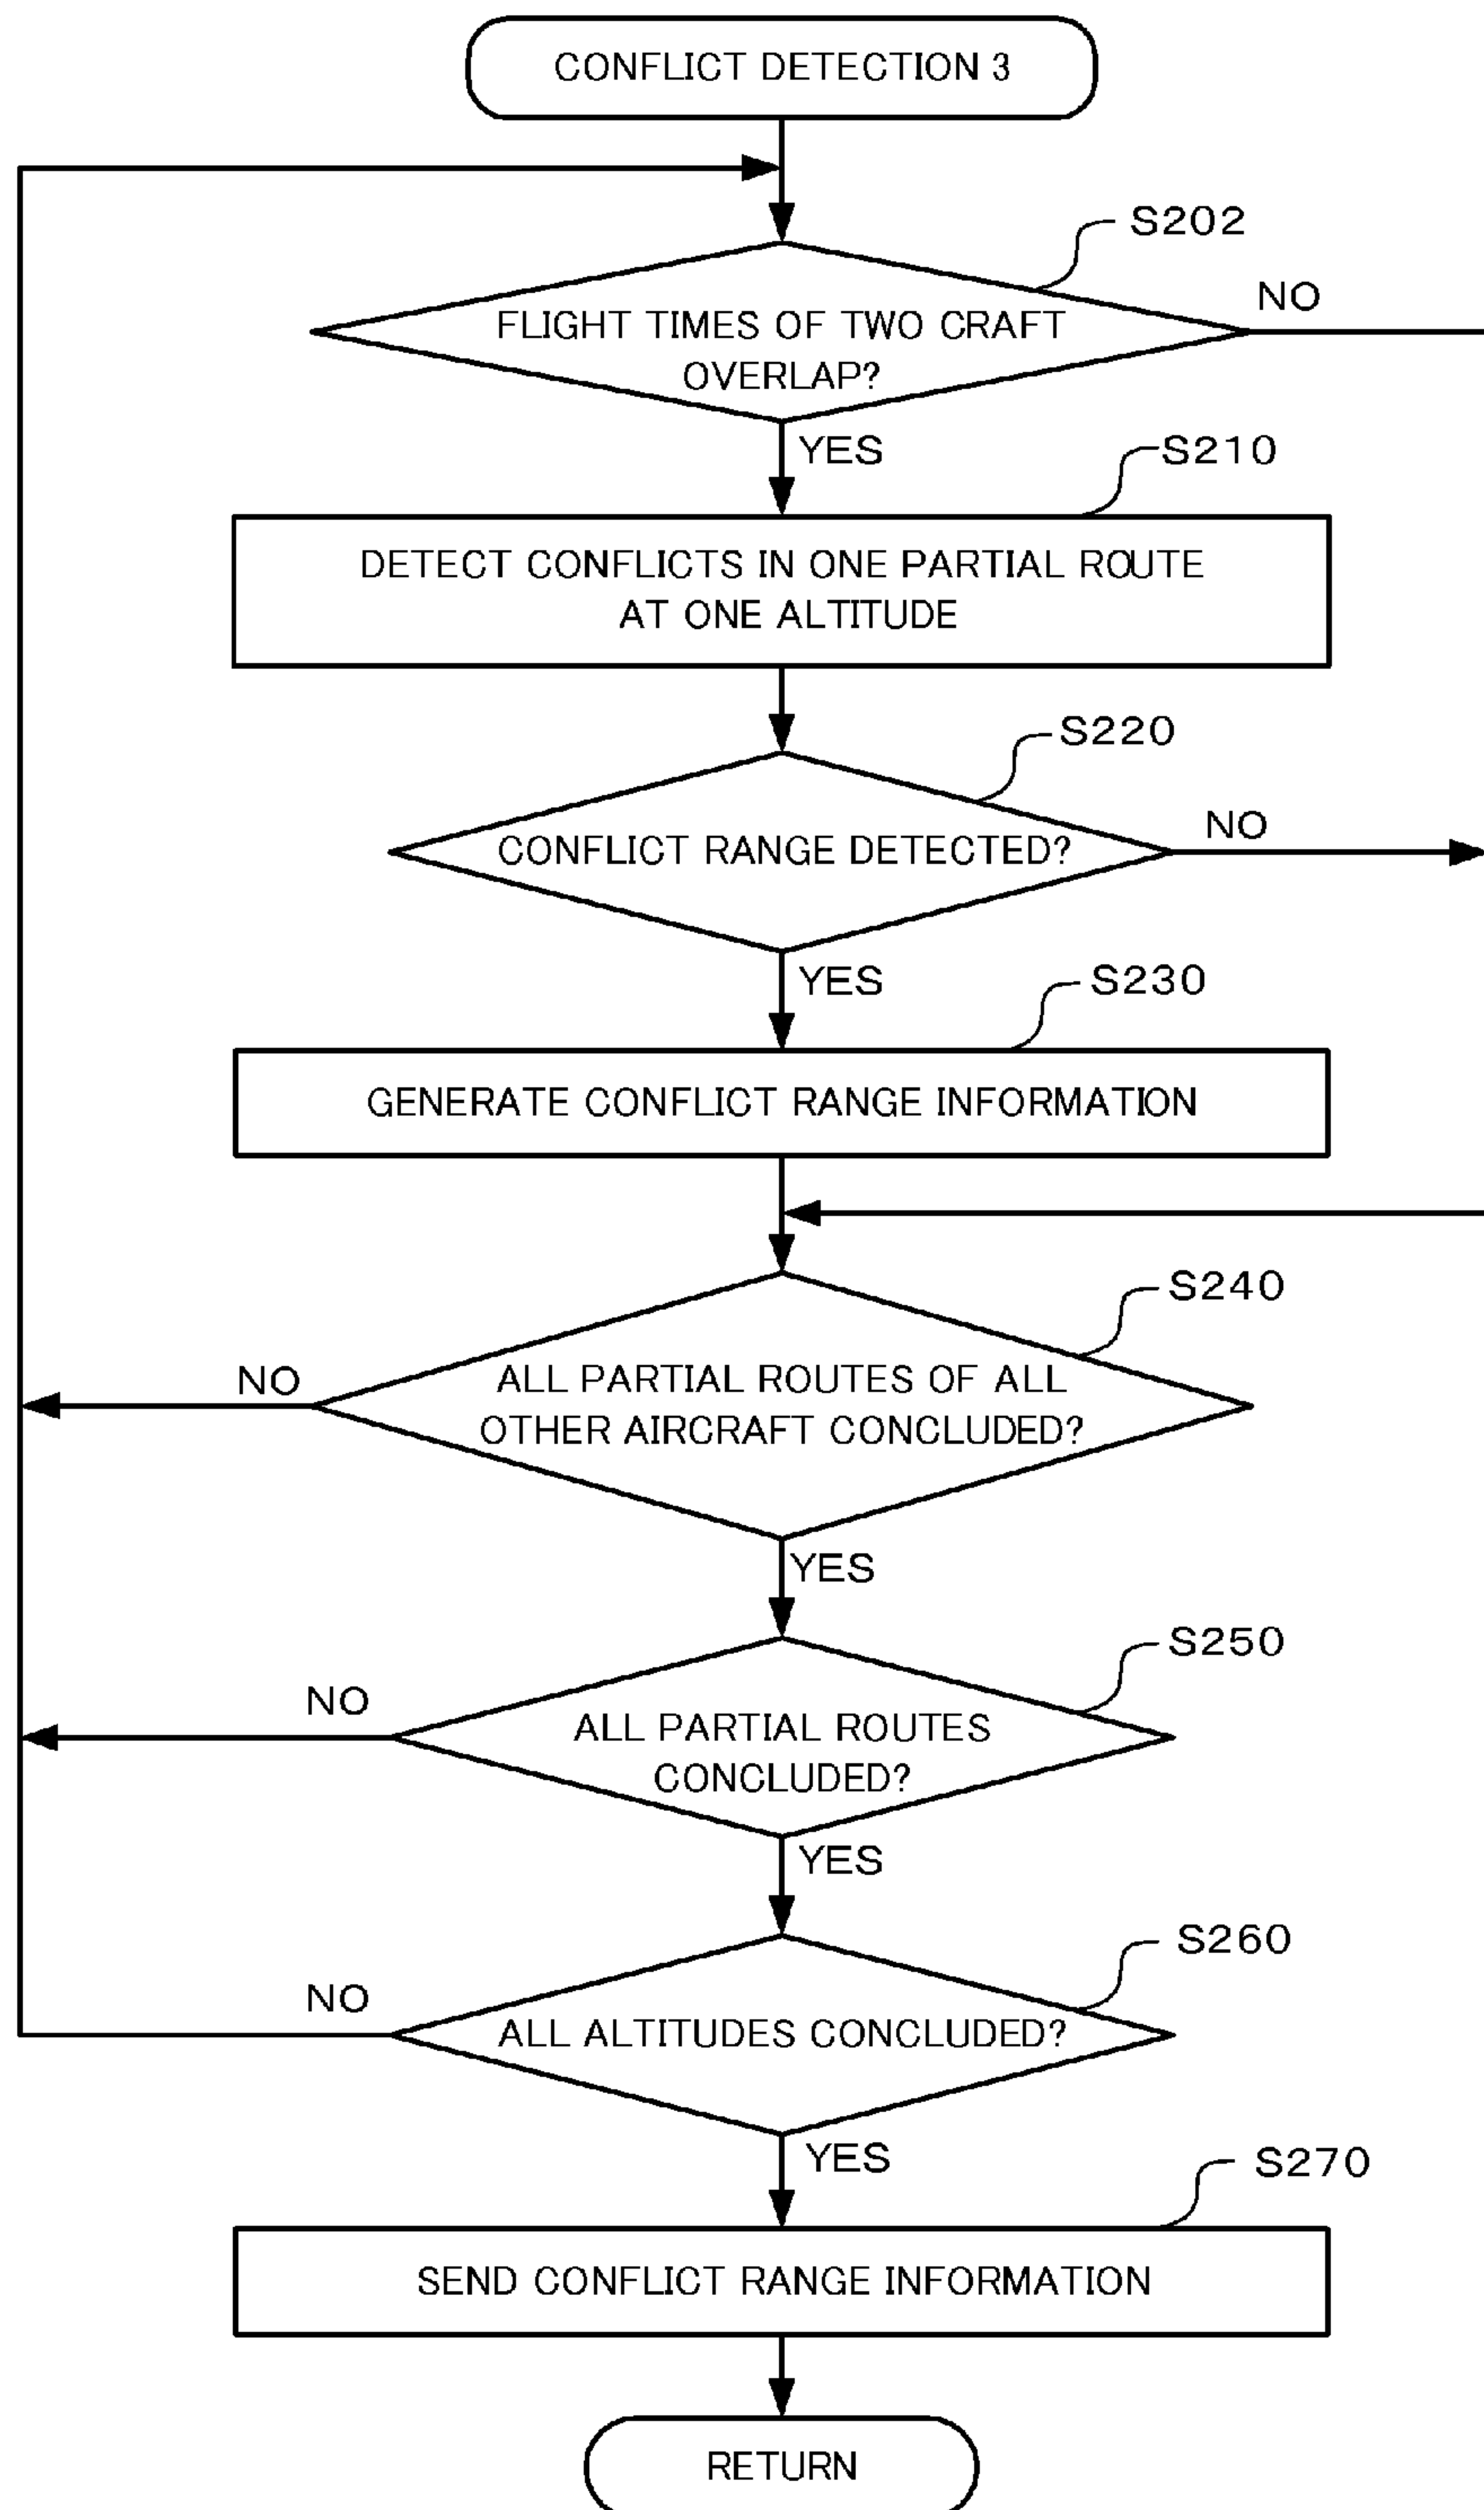 CONFLICT DETECTION 3
S202
NO
FLIGHT TIMES OF TWO CRAFT
OVERLAP?
YES
S210
DETECT CONFLICTS IN ONE PARTIAL ROUTE
AT ONE ALTITUDE
S220
NO
CONFLICT RANGE DETECTED?
YES
S230
GENERATE CONFLICT RANGE INFORMATION
S240
NO
ALL PARTIAL ROUTES OF ALL
OTHER AIRCRAFT CONCLUDED?
YES
S250
NO
ALL PARTIAL ROUTES
CONCLUDED?
YES
S260
NO
ALL ALTITUDES CONCLUDED?
YES
S270
SEND CONFLICT RANGE INFORMATION
RETURN